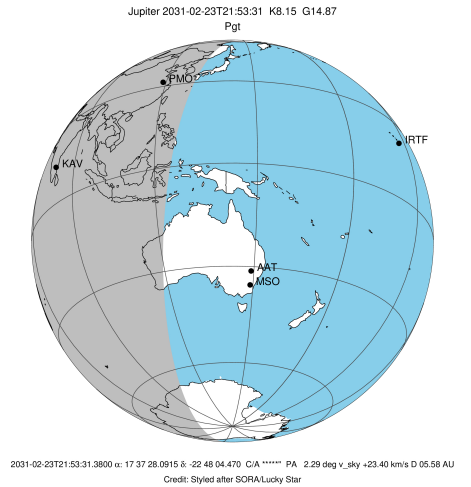 Jupiter 2031-02-23T21:53:31 K8.15 G14.87
Pgt
PMO
IRTF
KAV
AAT
MSO
2031-02-23T21:53:31.3800 α: 17 37 28.0915 δ: -22 48 04.470 C/A *****" PA 2.29 deg v_sky +23.40 km/s D 05.58 AU
Credit: Styled after SORA/Lucky Star